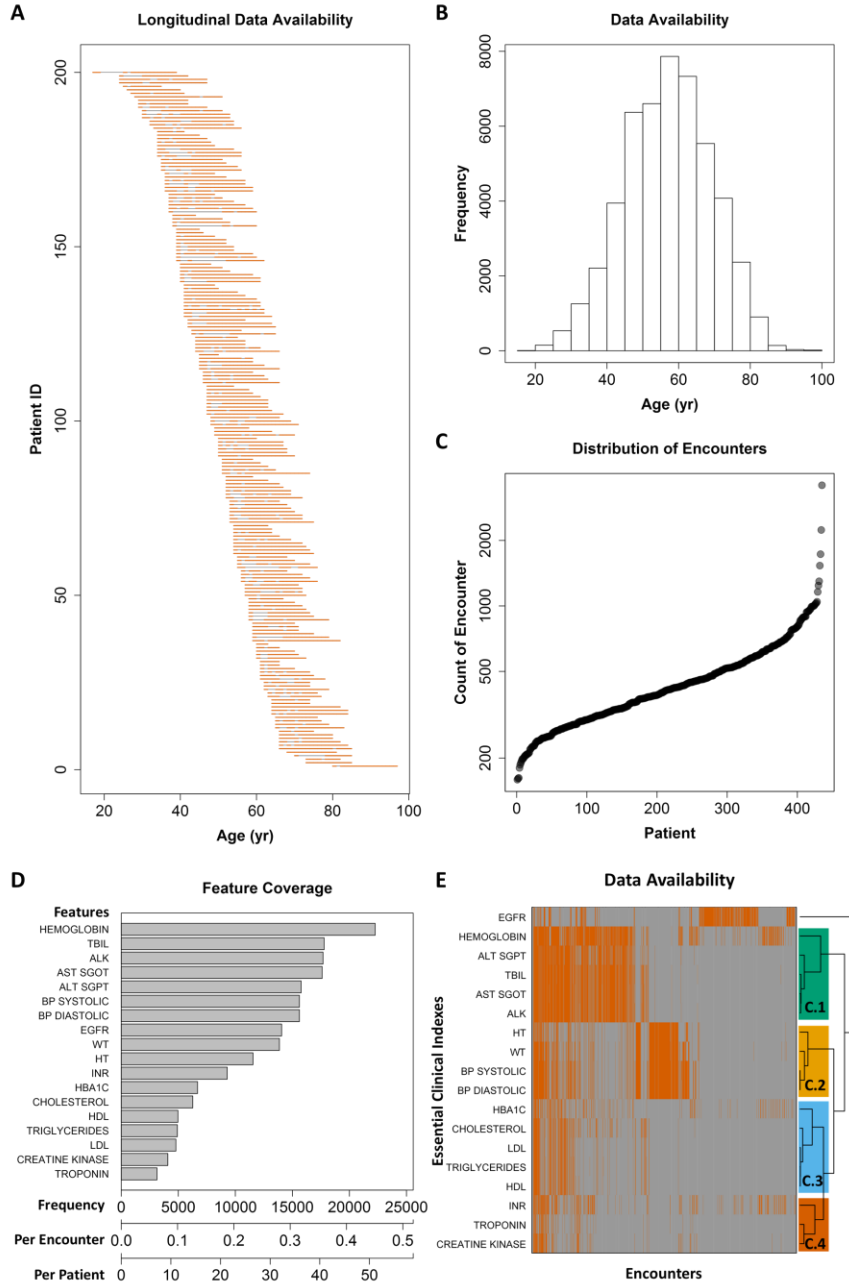 A
Longitudinal Data Availability
200
150
100
50
0
Patient ID
20 40 60 80 100
Age (yr)
B
Data Availability
8000
6000
4000
2000
0
Frequency
20 40 60 80 100
Age (yr)
C
Distribution of Encounters
2000
1000
500
200
Count of Encounter
0 100 200 300 400
Patient
D
Feature Coverage
Features
HEMOGLOBIN
TBIL
ALK
AST SGOT
ALT SGPT
BP SYSTOLIC
BP DIASTOLIC
EGFR
WT
HT
INR
HBA1C
CHOLESTEROL
HDL
TRIGLYCERIDES
LDL
CREATINE KINASE
TROPONIN
Frequency 0 5000 10000 15000 20000 25000
Per Encounter 0.0 0.1 0.2 0.3 0.4 0.5
Per Patient 0 10 20 30 40 50
E
Data Availability
Essential Clinical Indexes
EGFR
HEMOGLOBIN
ALT SGPT
TBIL
AST SGOT
ALK
C.1
HT
WT
BP SYSTOLIC
BP DIASTOLIC
C.2
HBA1C
CHOLESTEROL
LDL
TRIGLYCERIDES
HDL
C.3
INR
TROPONIN
CREATINE KINASE
C.4
Encounters